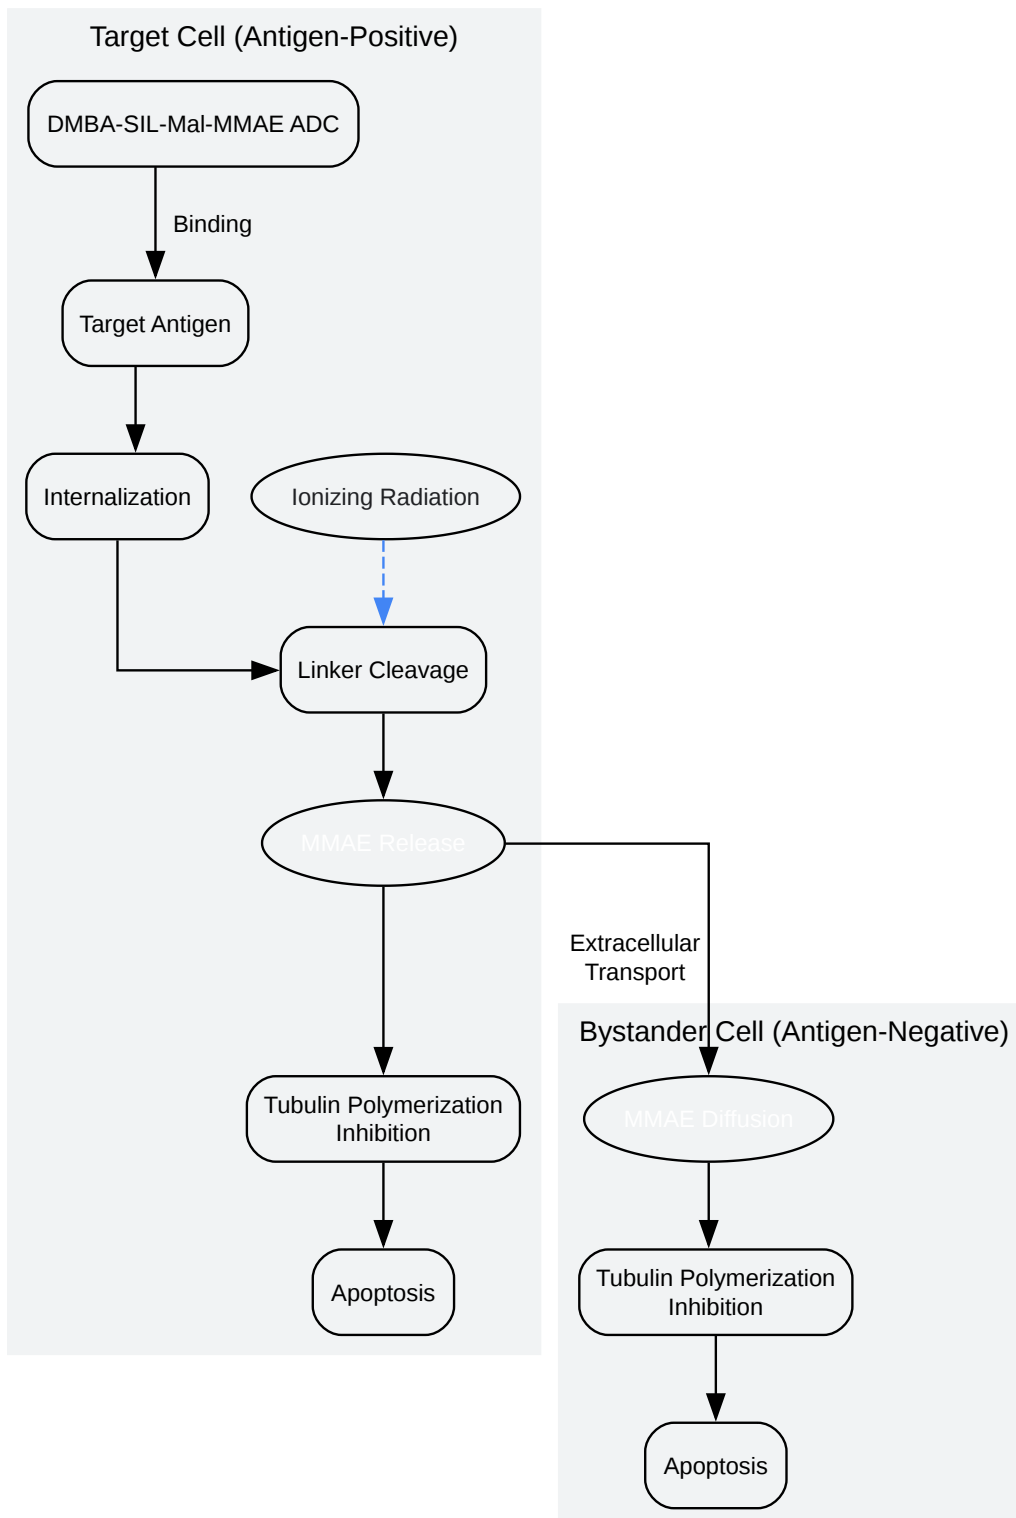 Target Cell (Antigen-Positive)
DMBA-SIL-Mal-MMAE ADC
Binding
Target Antigen
Internalization
Ionizing Radiation
Linker Cleavage
MMAE Release
Extracellular
Transport
Tubulin Polymerization
Inhibition
Apoptosis
Bystander Cell (Antigen-Negative)
MMAE Diffusion
Tubulin Polymerization
Inhibition
Apoptosis